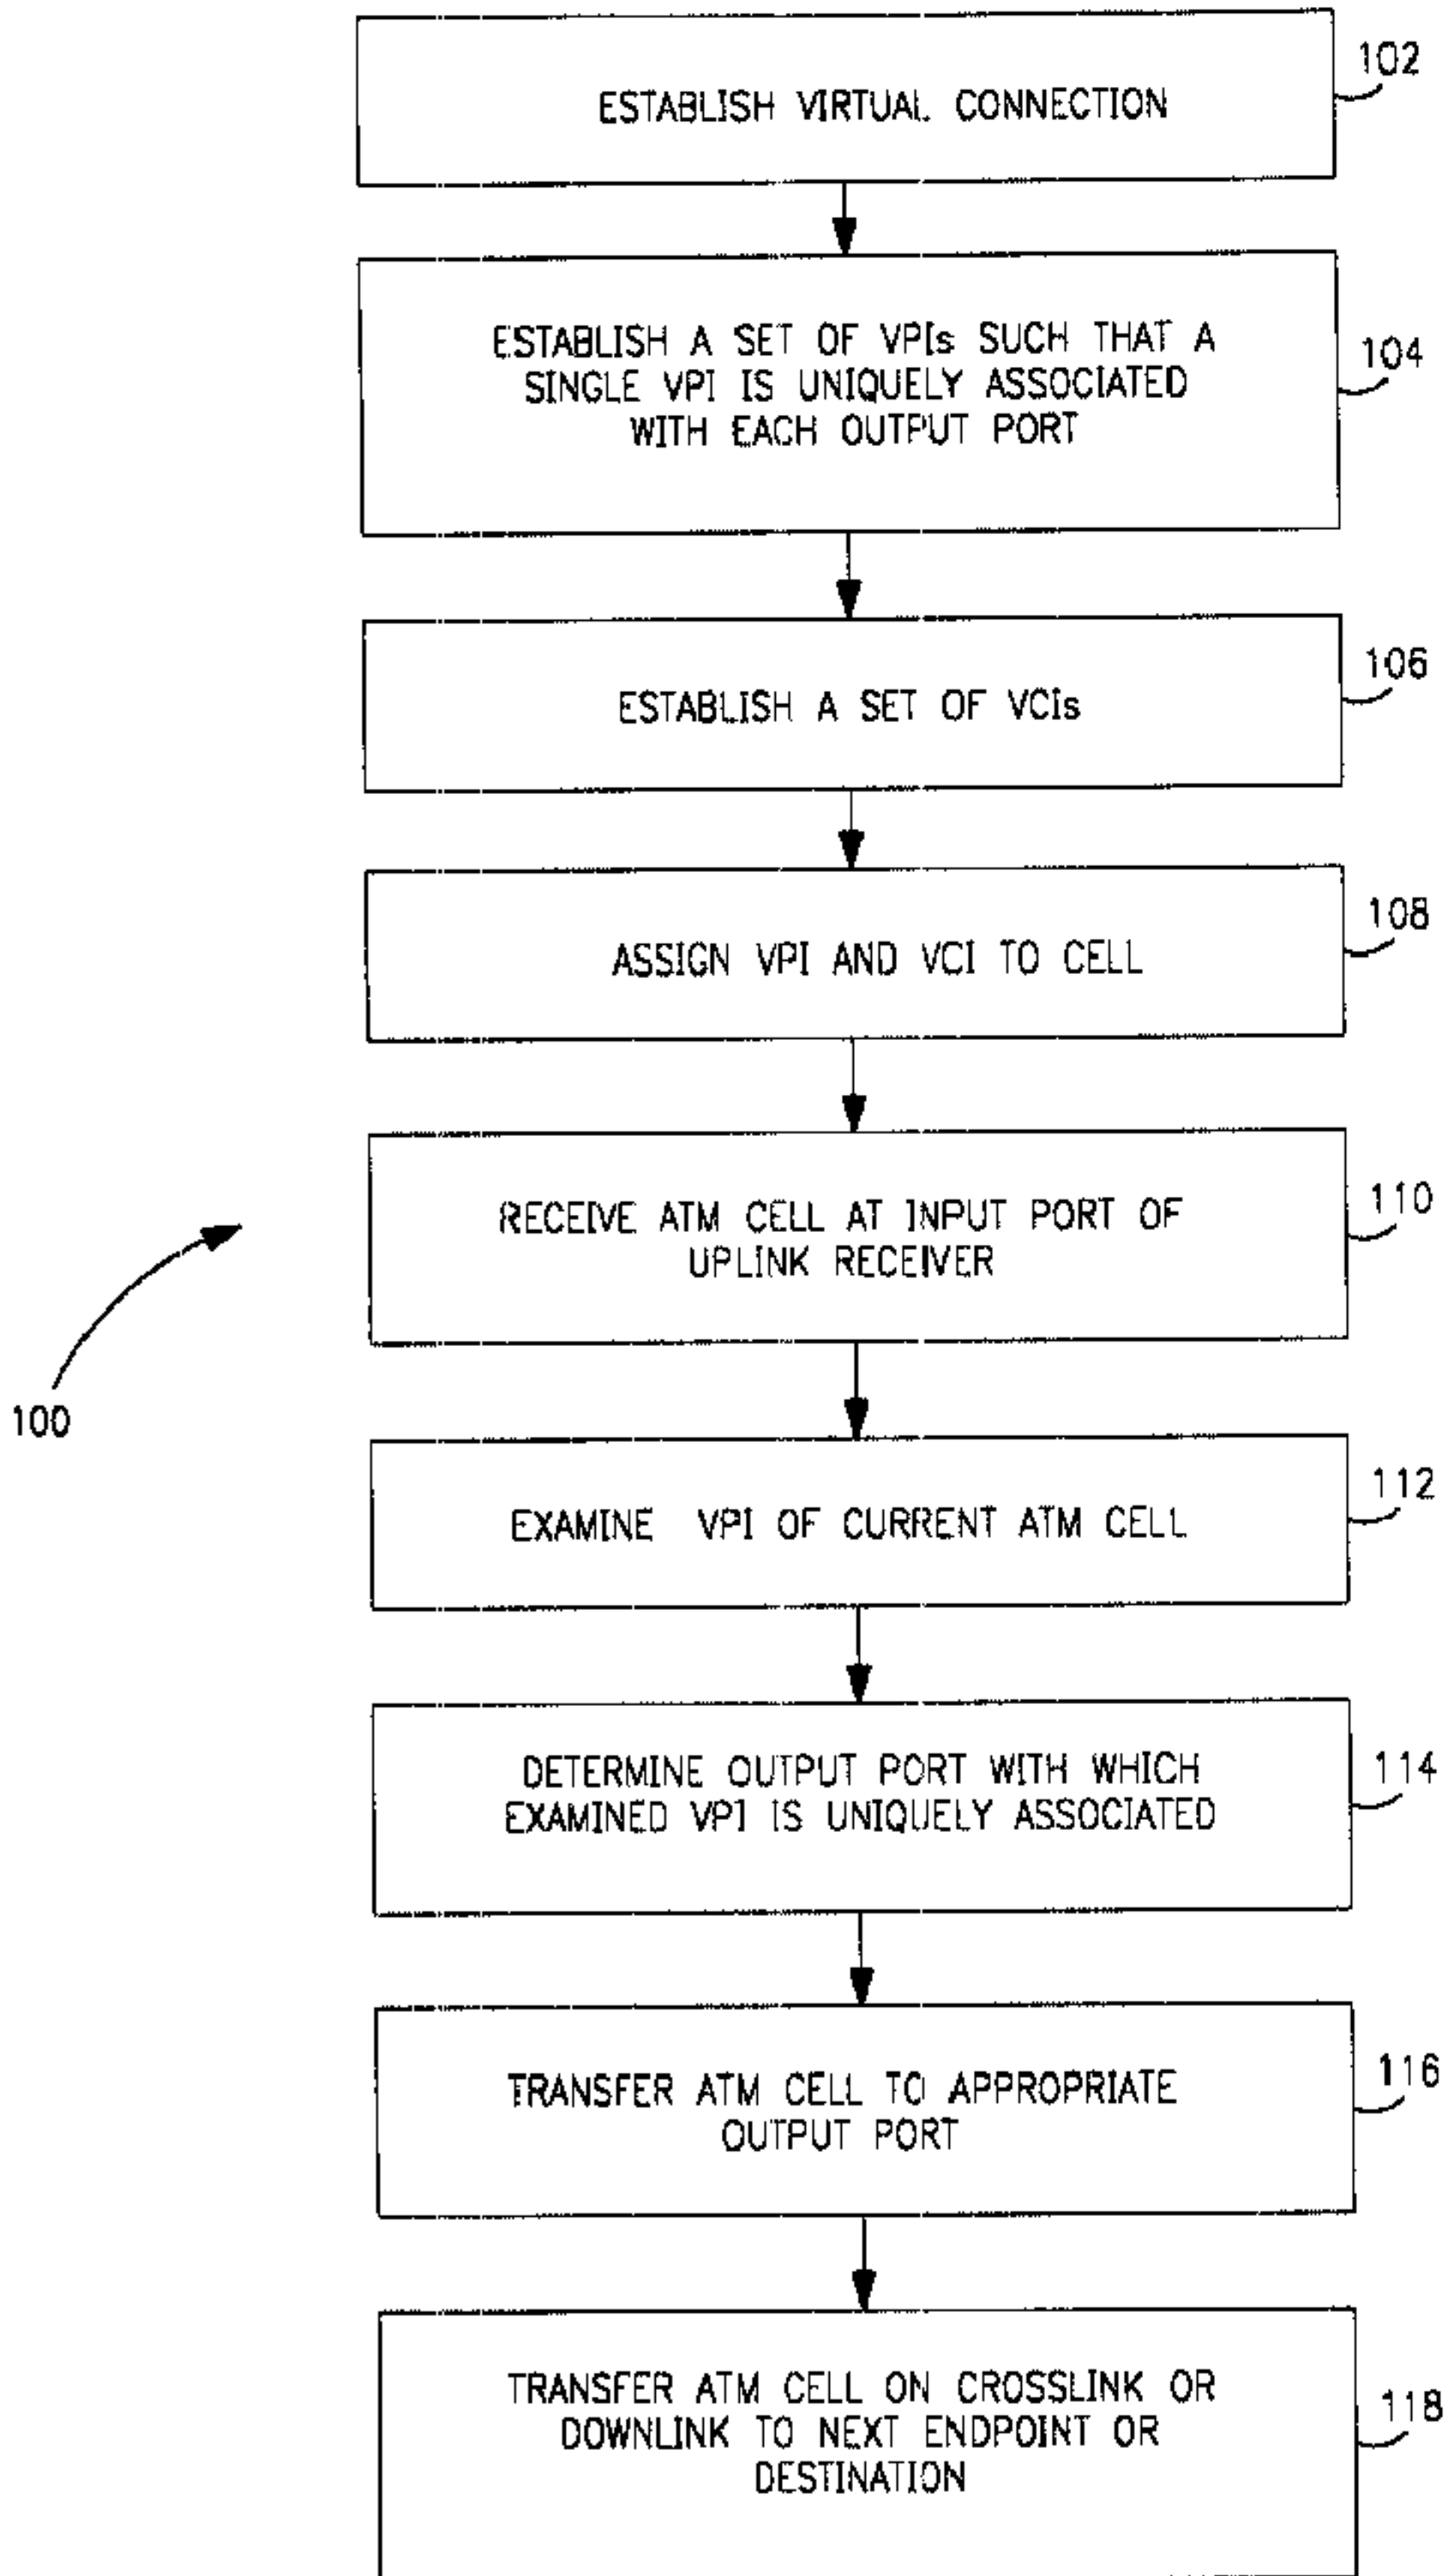 ESTABLISH VIRTUAL CONNECTION
102
ESTABLISH A SET OF VPIs SUCH THAT A
SINGLE VPI IS UNIQUELY ASSOCIATED
WITH EACH OUTPUT PORT
104
ESTABLISH A SET OF VCIs
106
ASSIGN VPI AND VCI TO CELL
108
RECEIVE ATM CELL AT INPUT PORT OF
UPLINK RECEIVER
110
100
EXAMINE VPI OF CURRENT ATM CELL
112
DETERMINE OUTPUT PORT WITH WHICH
EXAMINED VPI IS UNIQUELY ASSOCIATED
114
TRANSFER ATM CELL TO APPROPRIATE
OUTPUT PORT
116
TRANSFER ATM CELL ON CROSSLINK OR
DOWNLINK TO NEXT ENDPOINT OR
DESTINATION
118